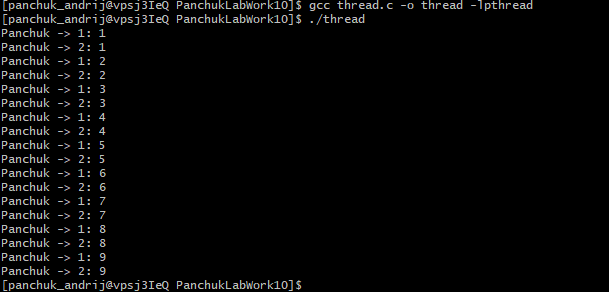 [panchuk_andrij@vpsj3IeQ PanchukLabWork10]$ gcc thread.c -o thread -lpthread
[panchuk_andrij@vpsj3IeQ PanchukLabWork10]$ ./thread
Panchuk -> 1: 1
Panchuk -> 2: 1
Panchuk -> 1: 2
Panchuk -> 2: 2
Panchuk -> 1: 3
Panchuk -> 2: 3
Panchuk -> 1: 4
Panchuk -> 2: 4
Panchuk -> 1: 5
Panchuk -> 2: 5
Panchuk -> 1: 6
Panchuk -> 2: 6
Panchuk -> 1: 7
Panchuk -> 2: 7
Panchuk -> 1: 8
Panchuk -> 2: 8
Panchuk -> 1: 9
Panchuk -> 2: 9
[panchuk_andrij@vpsj3IeQ PanchukLabWork10]$